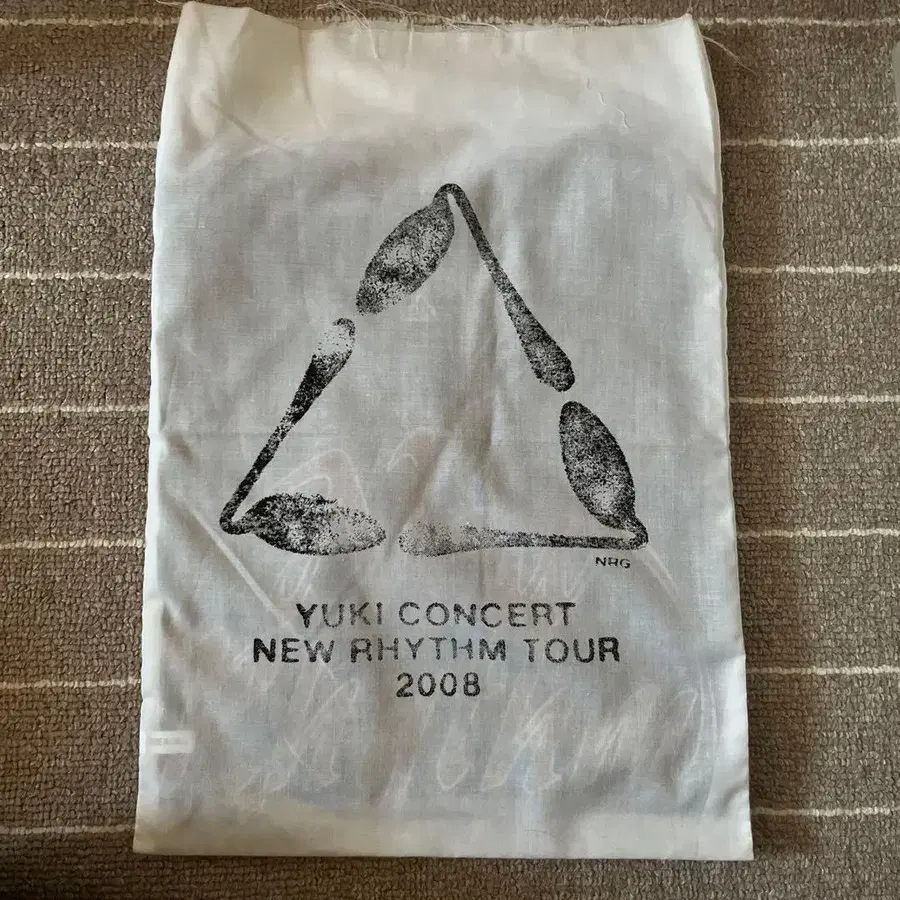 NRG
YUKI CONCERT
NEW RHYTHM TOUR
2008